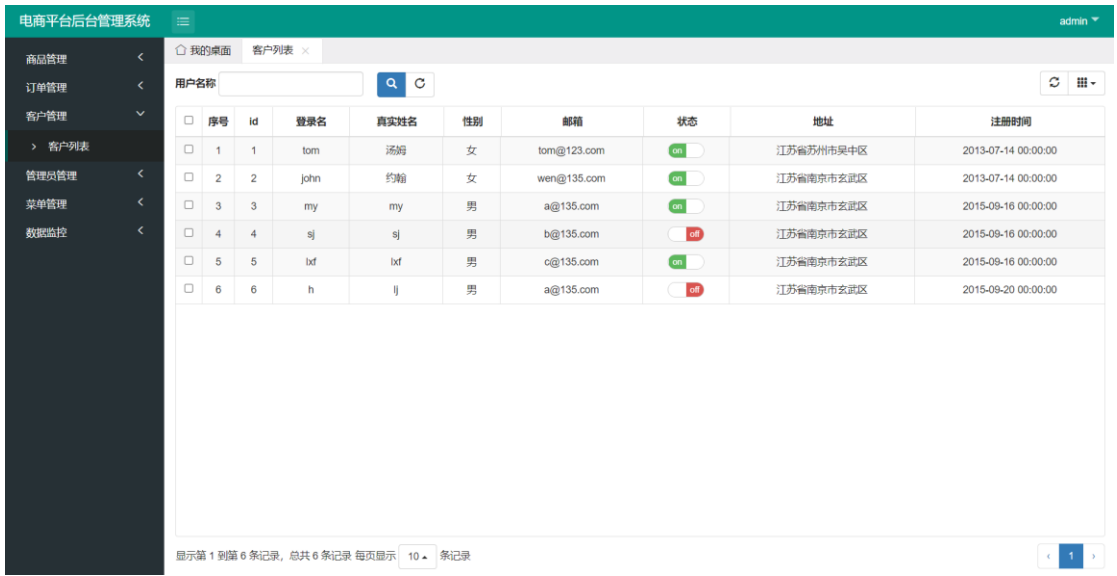 电商平台后台管理系统 admin
商品管理
订单管理
客户管理
客户列表
管理员管理
菜单管理
数据监控
我的桌面 客户列表
用户名称
序号 id 登录名 真实姓名 性别 邮箱 状态 地址 注册时间
1 1 tom 汤姆 女 tom@123.com on 江苏省苏州市吴中区 2013-07-14 00:00:00
2 2 john 约翰 女 wen@135.com on 江苏省南京市玄武区 2013-07-14 00:00:00
3 3 my my 男 a@135.com on 江苏省南京市玄武区 2015-09-16 00:00:00
4 4 sj sj 男 b@135.com off 江苏省南京市玄武区 2015-09-16 00:00:00
5 5 lxf lxf 男 c@135.com on 江苏省南京市玄武区 2015-09-16 00:00:00
6 6 h lj 男 a@135.com off 江苏省南京市玄武区 2015-09-20 00:00:00
显示第 1 到第 6 条记录，总共 6 条记录 每页显示 10 条记录 1